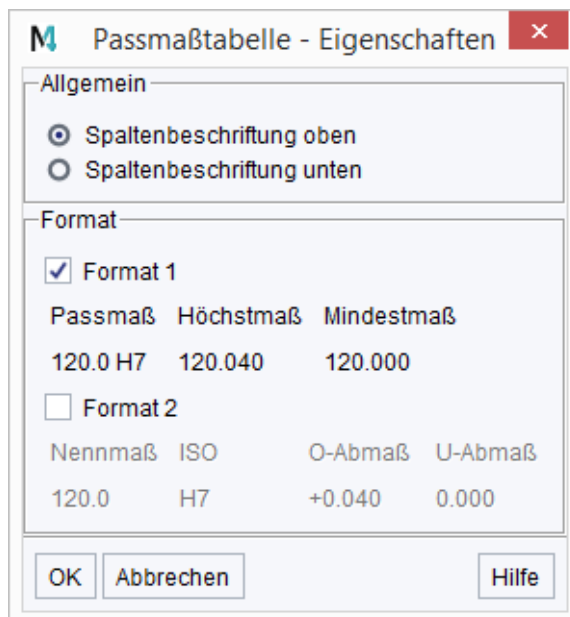 Passmaßtabelle - Eigenschaften
Allgemein
Spaltenbeschriftung oben
Spaltenbeschriftung unten
Format
Format 1
Passmaß Höchstmaß Mindestmaß
120.0 H7 120.040 120.000
Format 2
Nennmaß ISO O-Abmaß U-Abmaß
120.0 H7 +0.040 0.000
OK Abbrechen Hilfe